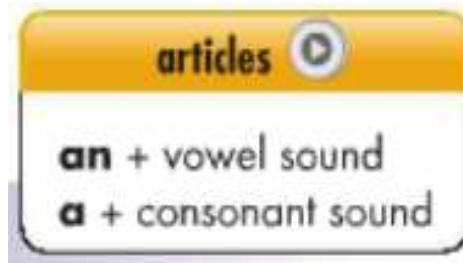 articles
an + vowel sound
a + consonant sound